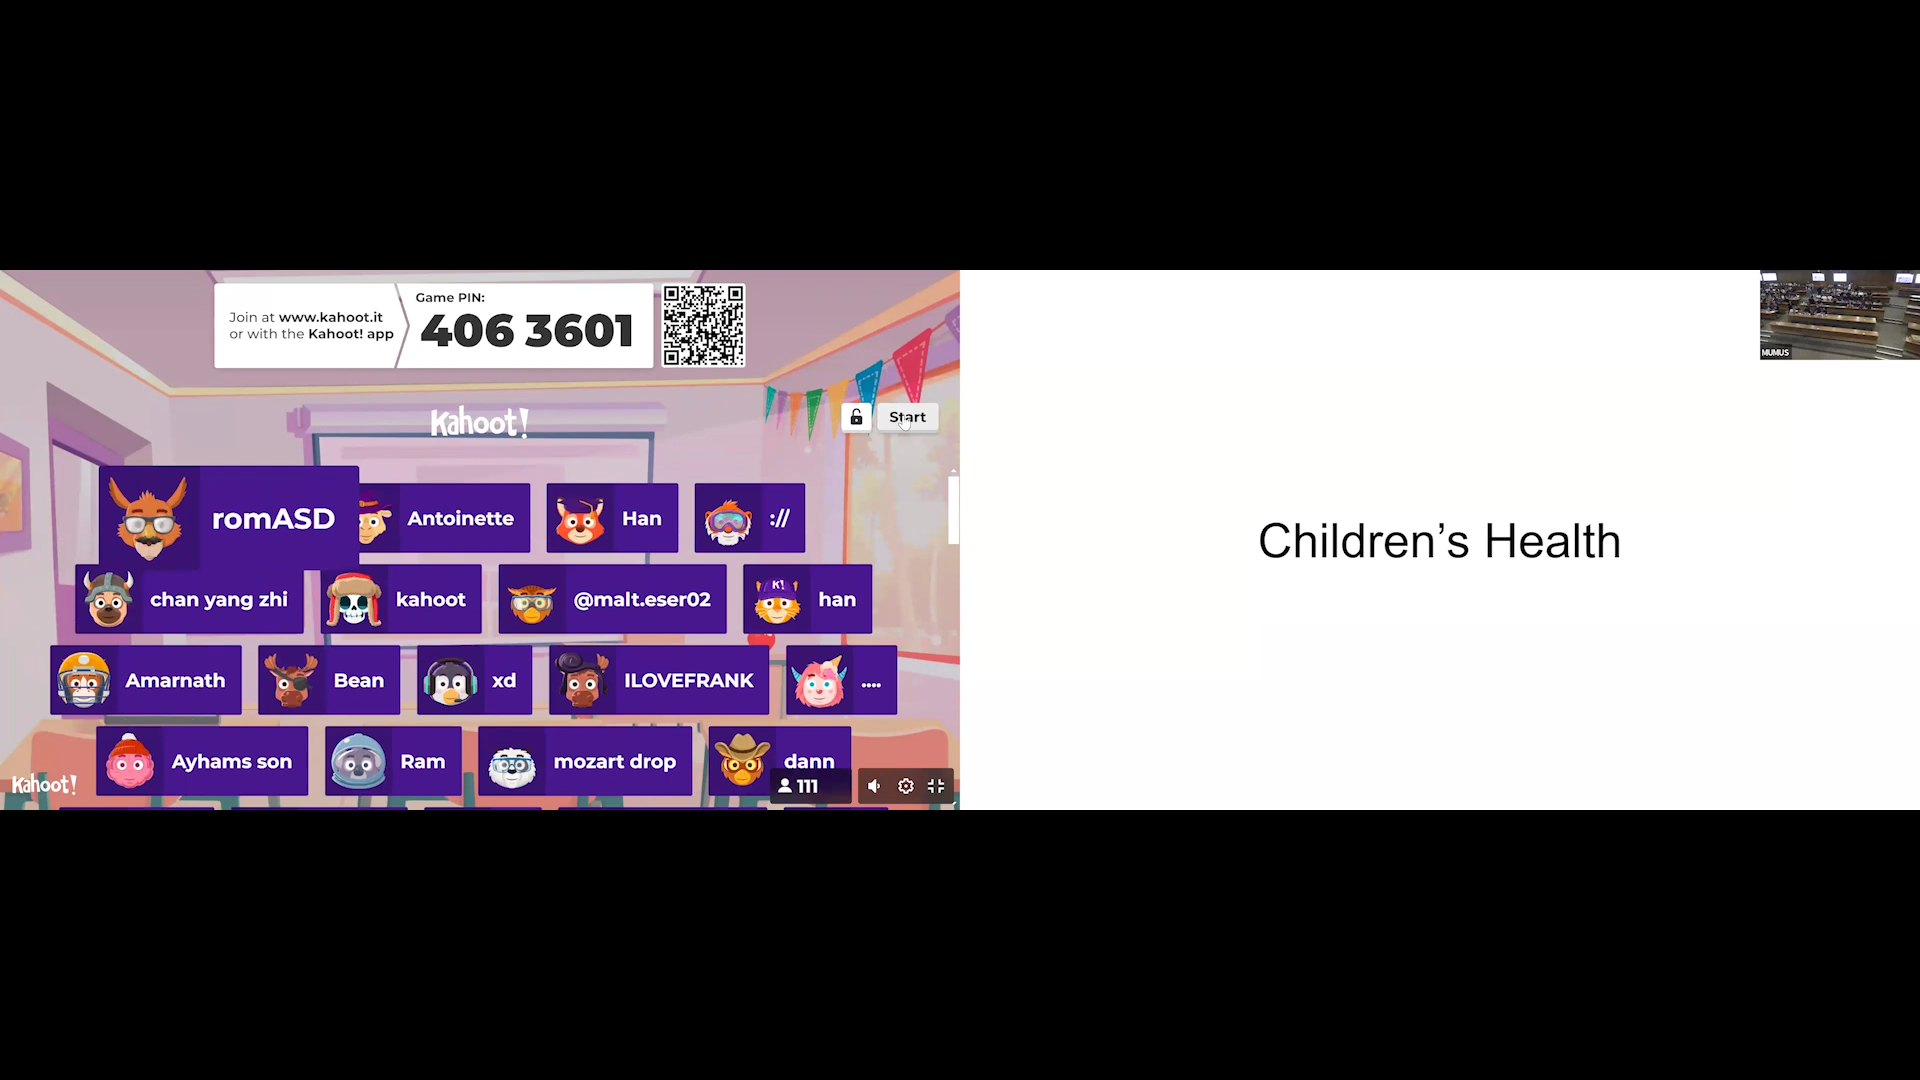 Join at www.kahoot.it
or with the Kahoot! app
Game PIN:
406 3601
Kahoot!
Start
romASD
Antoinette
Han
://
chan yang zhi
kahoot
@malt.eser02
han
Amarnath
Bean
xd
ILOVEFRANK
....
Ayhams son
Ram
mozart drop
dann
Kahoot!
111
Children's Health
MUMUS